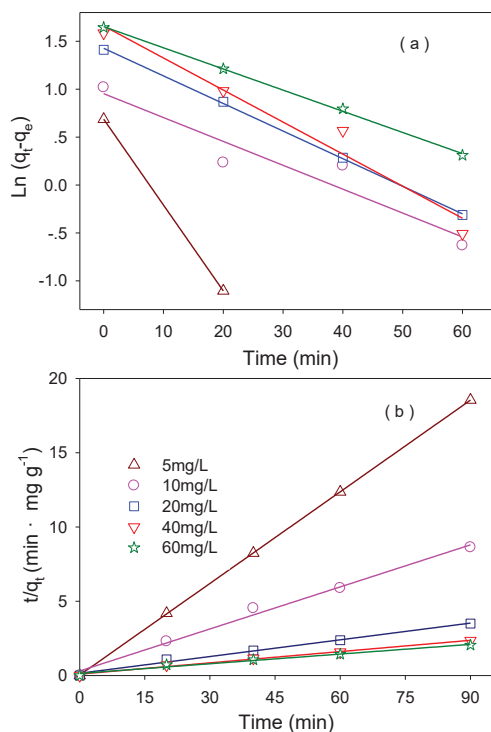 ( a )
1.5
1.0
.5
0.0
-.5
-1.0
Ln (qt-qe)
0 10 20 30 40 50 60
Time (min)
20
( b )
15
10
5
0
t/qt (min · mg g-1)
5mg/L
10mg/L
20mg/L
40mg/L
60mg/L
0 15 30 45 60 75 90
Time (min)